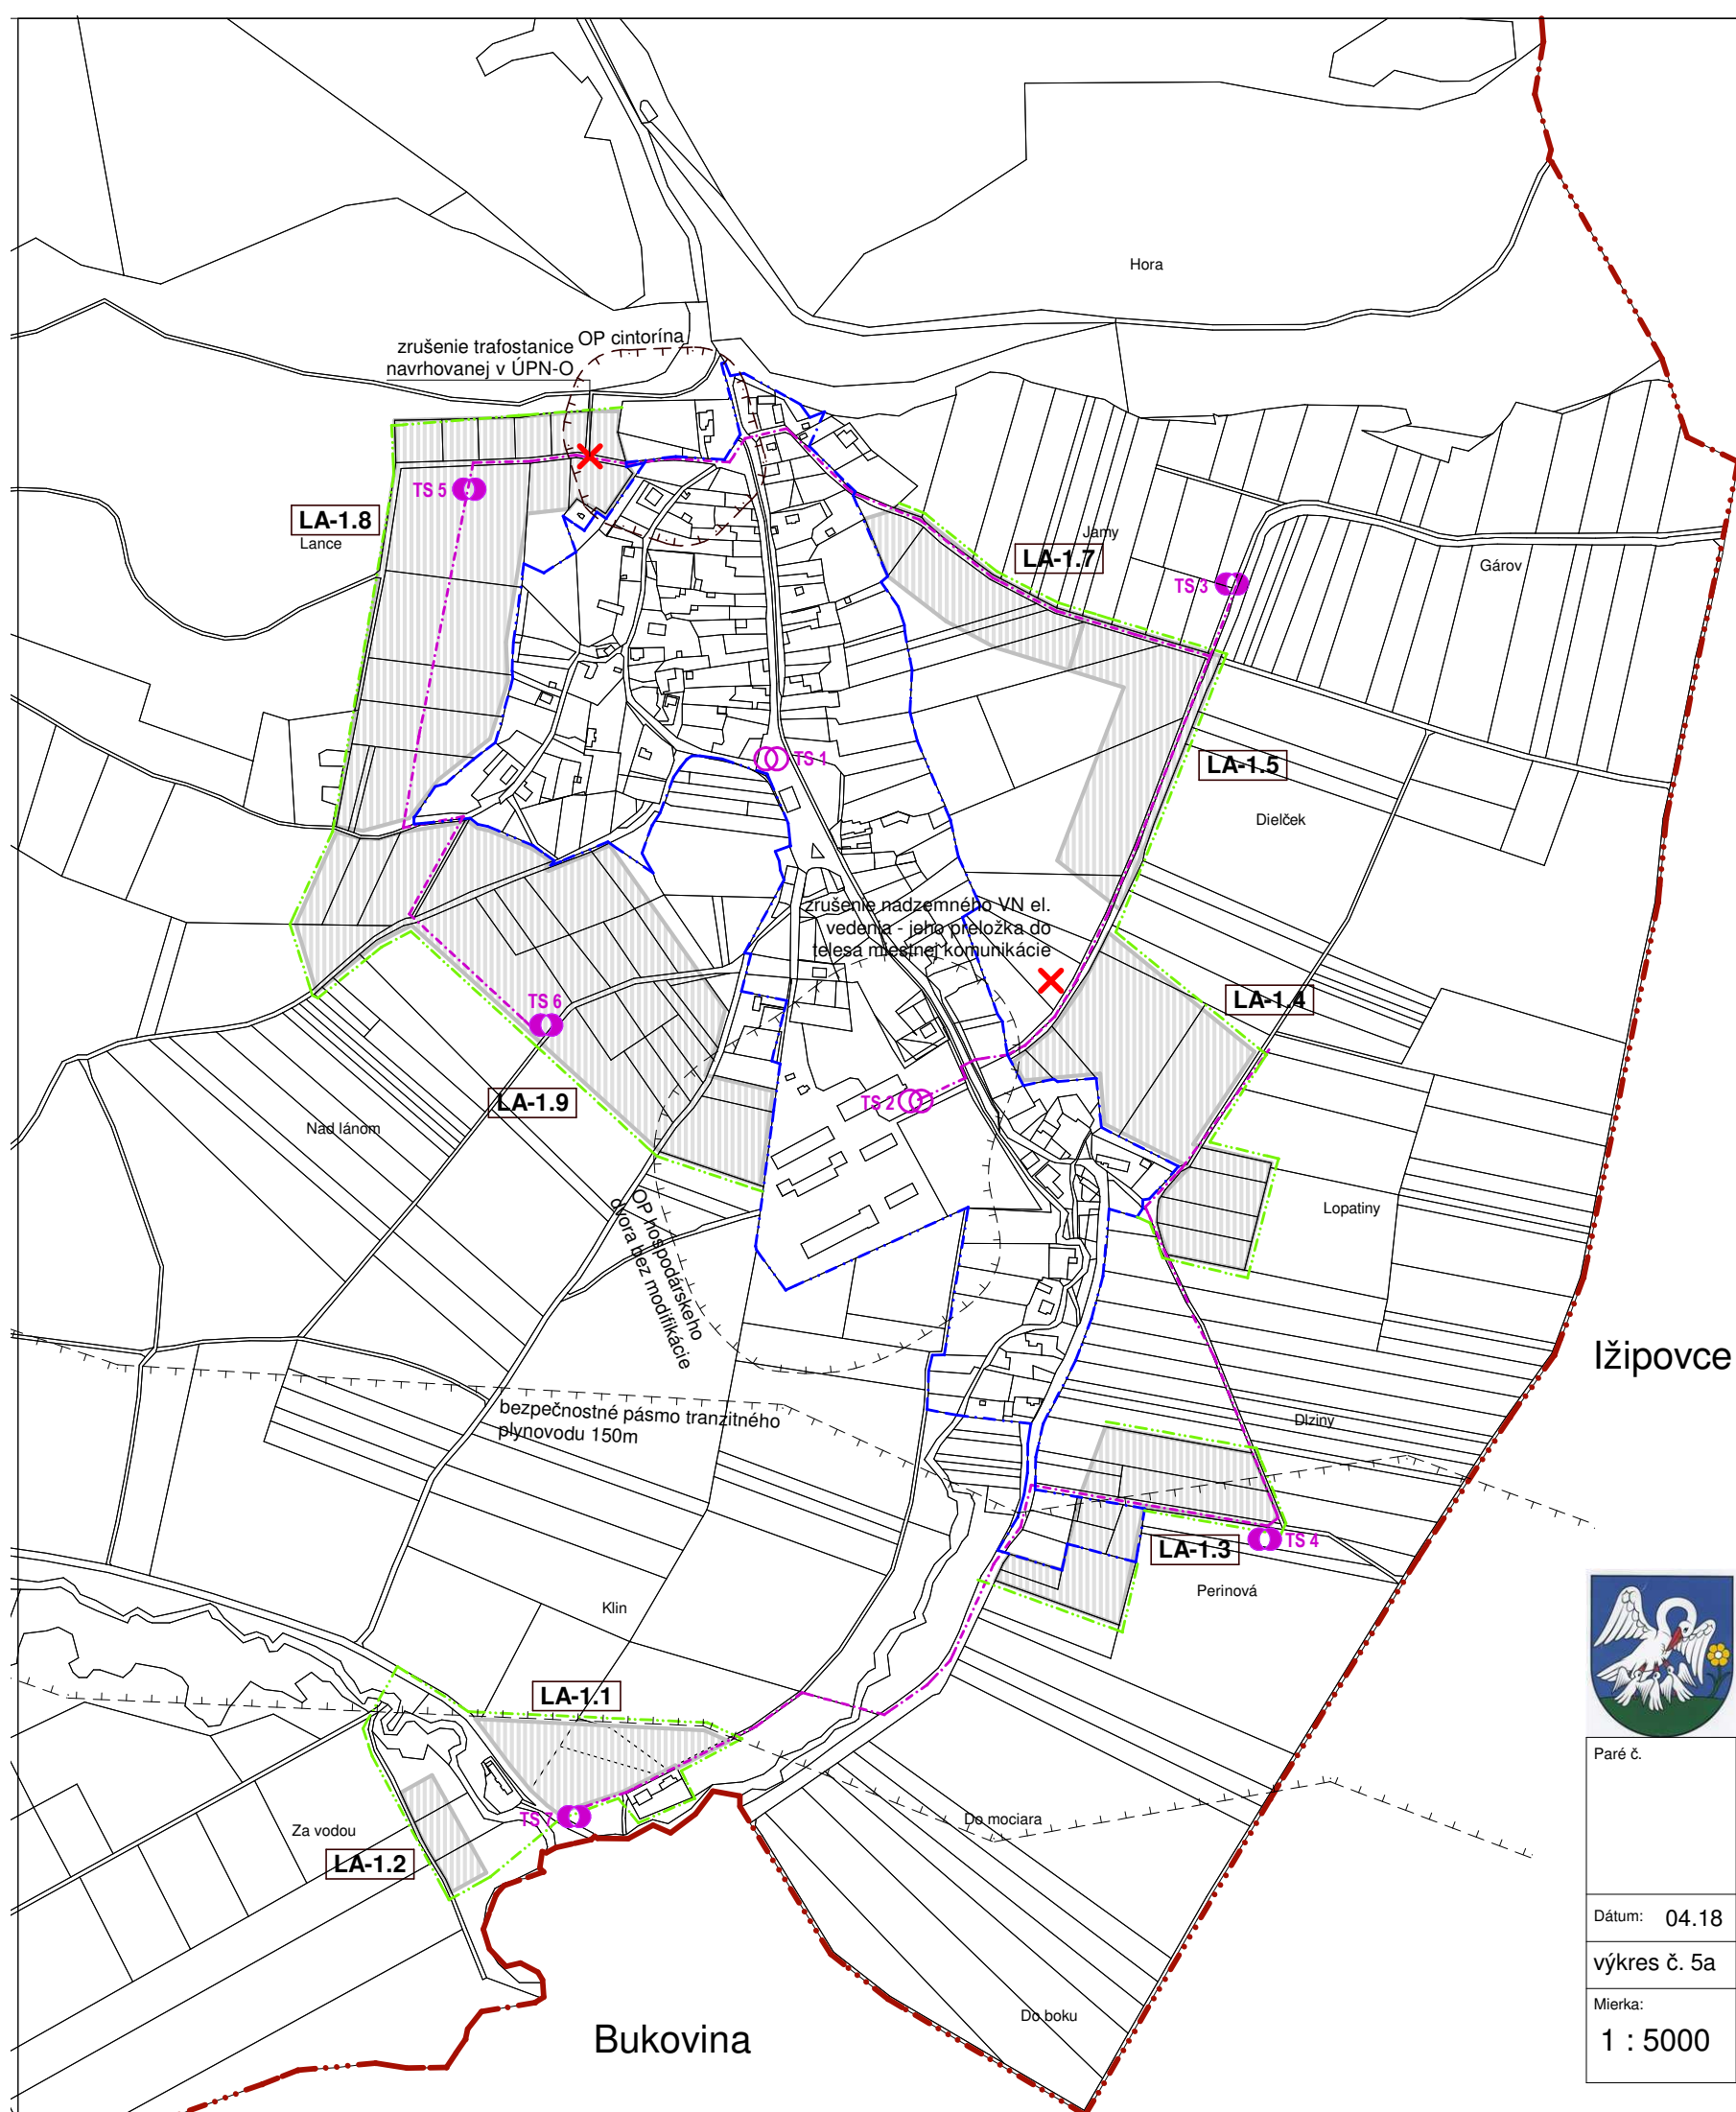 Hora
OP cintorína
zrušenie trafostanice
navrhovanej v ÚPN-O
TS 5
LA-1.8
Lance
Jamy
LA-1.7
TS 3
Gárov
TS 1
LA-1.5
Dielček
zrušenie nadzemného VN el.
vedenia - jeho preložka do
telesa miestnej komunikácie
LA-1.4
TS 6
LA-1.9
TS 2
Nad lánom
OP hospodárskeho
dvora bez modifikácie
Lopatiny
Ižipovce
bezpečnostné pásmo tranzitného
plynovodu 150m
Dlziny
LA-1.3
TS 4
Perinová
Klin
LA-1.1
TS 7
Za vodou
LA-1.2
Do mociara
Do boku
Bukovina
Paré č.
Dátum: 04.18
výkres č. 5a
Mierka:
1 : 5000